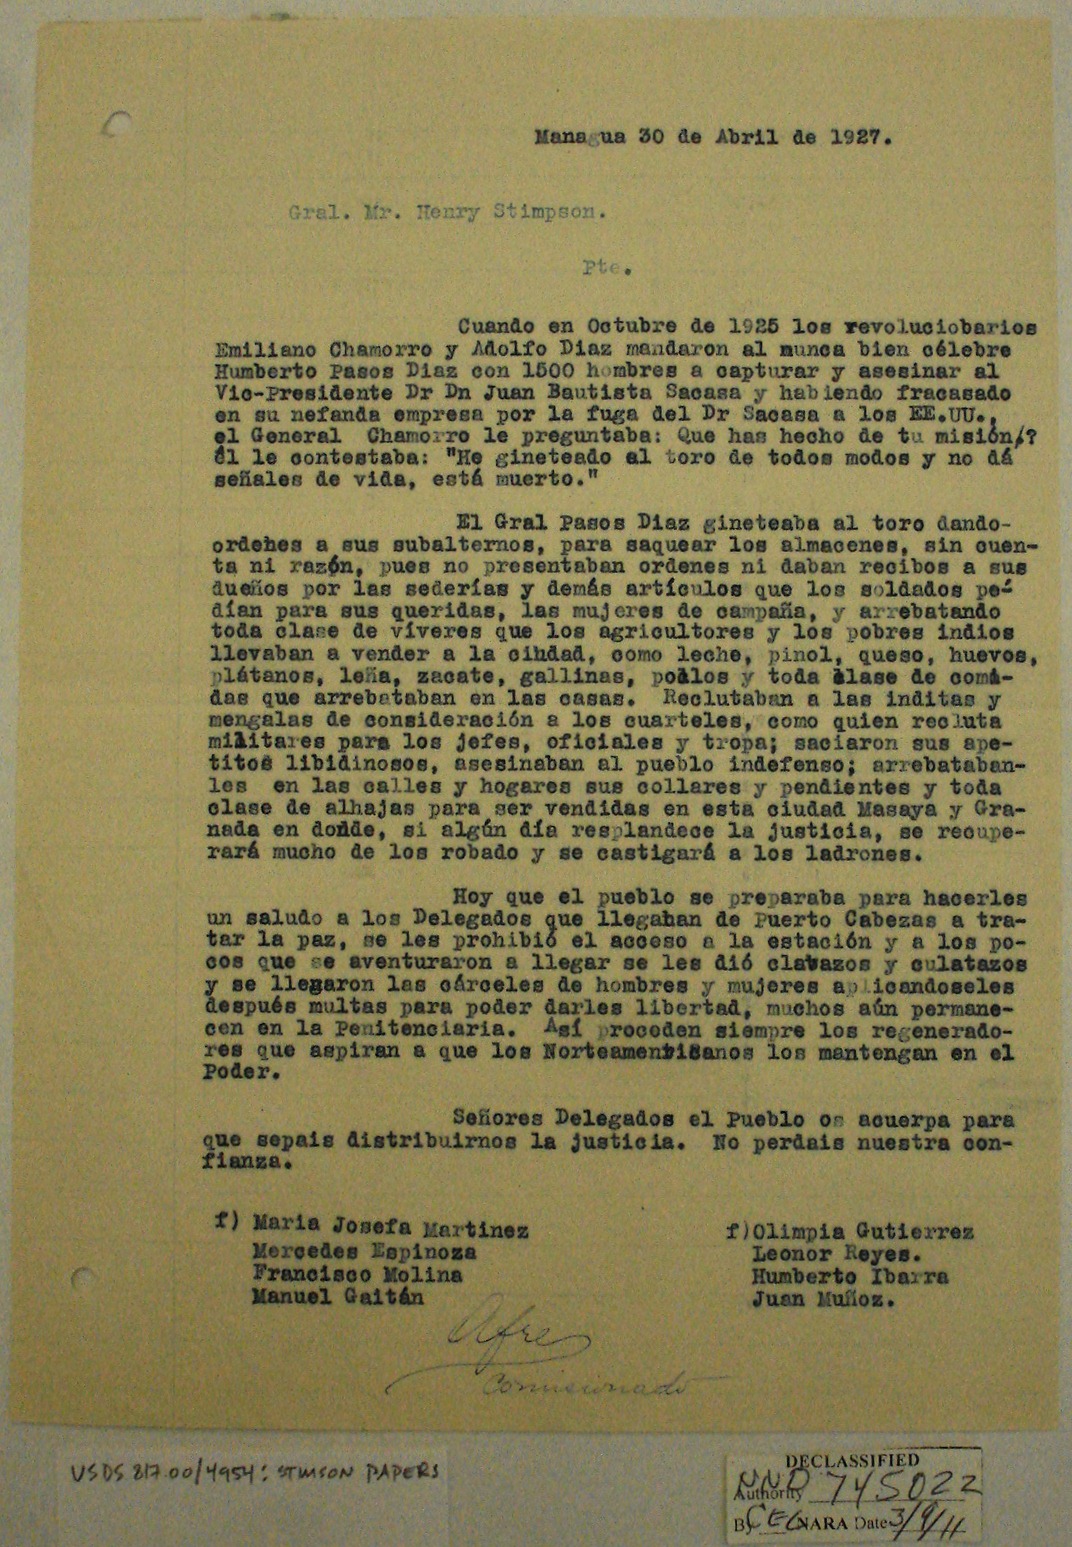 Managua 30 de Abril de 1927.
Gral. Mr. Henry Stimpson.
Pte.
Cuando en Octubre de 1925 los revoluciobarios
Emiliano Chamorro y Adolfo Diaz mandaron al nunca bien célebre
Humberto Pasos Diaz con 1500 hombres a capturar y asesinar al
Vic-Presidente Dr Dn Juan Bautista Sacasa y habiendo fracasado
en su nefanda empresa por la fuga del Dr Sacasa a los EE.UU.,
el General Chamorro le preguntaba: Que has hecho de tu misión?
él le contestaba: "He gineteado el toro de todos modos y no dá
señales de vida, está muerto."
El Gral Pasos Diaz gineteaba al toro dando-
ordenes a sus subalternos, para saquear los almacenes, sin cuen-
ta ni razón, pues no presentaban ordenes ni daban recibos a sus
dueños por las sederías y demás artículos que los soldados pe-
dían para sus queridas, las mujeres de campaña, y arrebatando
toda clase de víveres que los agricultores y los pobres indios
llevaban a vender a la ciudad, como leche, pinol, queso, huevos,
plátanos, leña, zacate, gallinas, pollos y toda clase de comi-
das que arrebataban en las casas. Reclutaban a las inditas y
mengalas de consideración a los cuarteles, como quien recluta
militares para los jefes, oficiales y tropa; saciaron sus ape-
titos libidinosos, asesinaban al pueblo indefenso; arrebataban-
les en las calles y hogares sus collares y pendientes y toda
clase de alhajas para ser vendidas en esta ciudad Masaya y Gra-
nada en donde, si algún día resplandece la justicia, se recupe-
rará mucho de los robado y se castigará a los ladrones.
Hoy que el pueblo se preparaba para hacerles
un saludo a los Delegados que llegaban de Puerto Cabezas a tra-
tar la paz, se les prohibió el acceso a la estación y a los po-
cos que se aventuraron a llegar se les dió clavazos y culatazos
y se llegaron las cárceles de hombres y mujeres aplicandoseles
después multas para poder darles libertad, muchos aún permane-
cen en la Penitenciaria. Así proceden siempre los regenerado-
res que aspiran a que los Norteamericanos los mantengan en el
Poder.
Señores Delegados el Pueblo os acuerpa para
que sepais distribuirnos la justicia. No perdais nuestra con-
fianza.
f) Maria Josefa Martinez
Mercedes Espinoza
Francisco Molina
Manuel Gaitán
f)Olimpia Gutierrez
Leonor Reyes.
Humberto Ibarra
Juan Muñoz.
Comisionado
USDS 817.00/4954: STIMSON PAPERS
DECLASSIFIED
Authority NND 745022
By CEG NARA Date 3/9/11